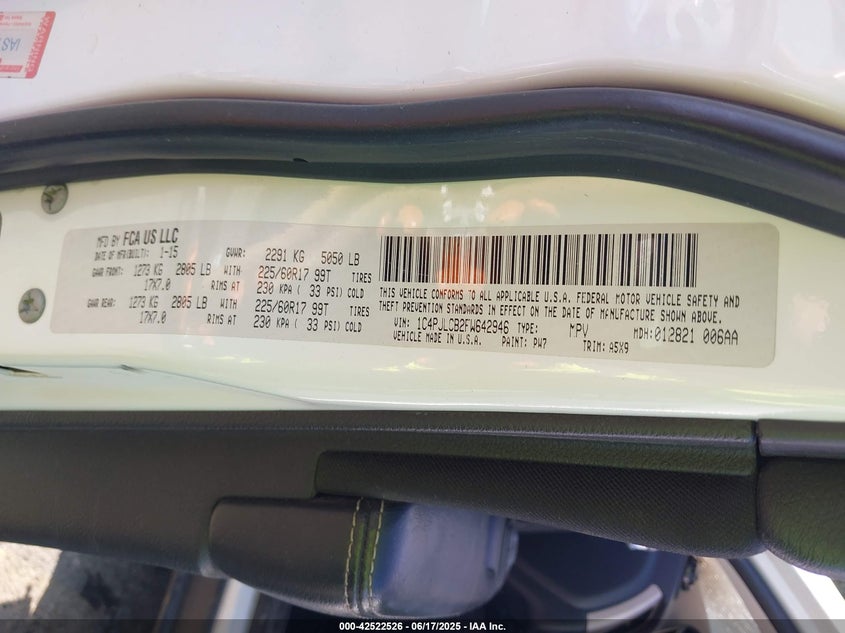 MFD BY FCA US LLC
DATE OF MFR(BUILT): 1-15 GVWR: 2291 KG 5050 LB
GAWR FRONT: 1273 KG 2805 LB WITH 225/60R17 99T TIRES
17X7.0 RIMS AT 230 KPA ( 33 PSI) COLD
GAWR REAR: 1273 KG 2805 LB WITH 225/60R17 99T TIRES
17X7.0 RIMS AT 230 KPA ( 33 PSI) COLD
THIS VEHICLE CONFORMS TO ALL APPLICABLE U.S.A. FEDERAL MOTOR VEHICLE SAFETY AND
THEFT PREVENTION STANDARDS IN EFFECT ON THE DATE OF MANUFACTURE SHOWN ABOVE.
VIN: 1C4PJLCB2FW642946 TYPE: MPV MDH:012821 006AA
VEHICLE MADE IN U.S.A. PAINT: PW7 TRIM: A5X9
000-42522526 - 06/17/2025 - IAA Inc.